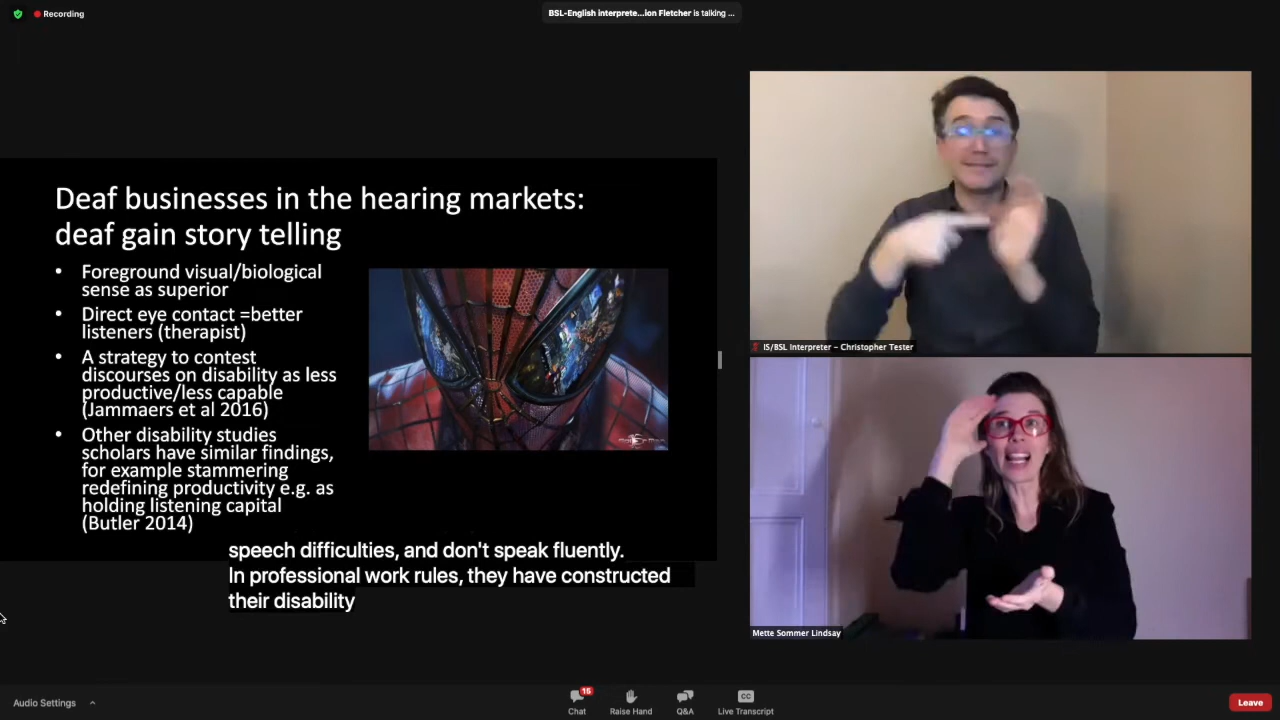 Recording
BSL-English interprete...ion Fletcher is talking ...
Deaf businesses in the hearing markets:
deaf gain story telling
• Foreground visual/biological
sense as superior
• Direct eye contact =better
listeners (therapist)
• A strategy to contest
discourses on disability as less
productive/less capable
(Jammaers et al 2016)
• Other disability studies
scholars have similar findings,
for example stammering
redefining productivity e.g. as
holding listening capital
(Butler 2014)
speech difficulties, and don't speak fluently.
In professional work rules, they have constructed
their disability
IS/BSL Interpreter – Christopher Tester
Mette Sommer Lindsay
Audio Settings
15
Chat
Raise Hand
Q&A
CC
Live Transcript
Leave